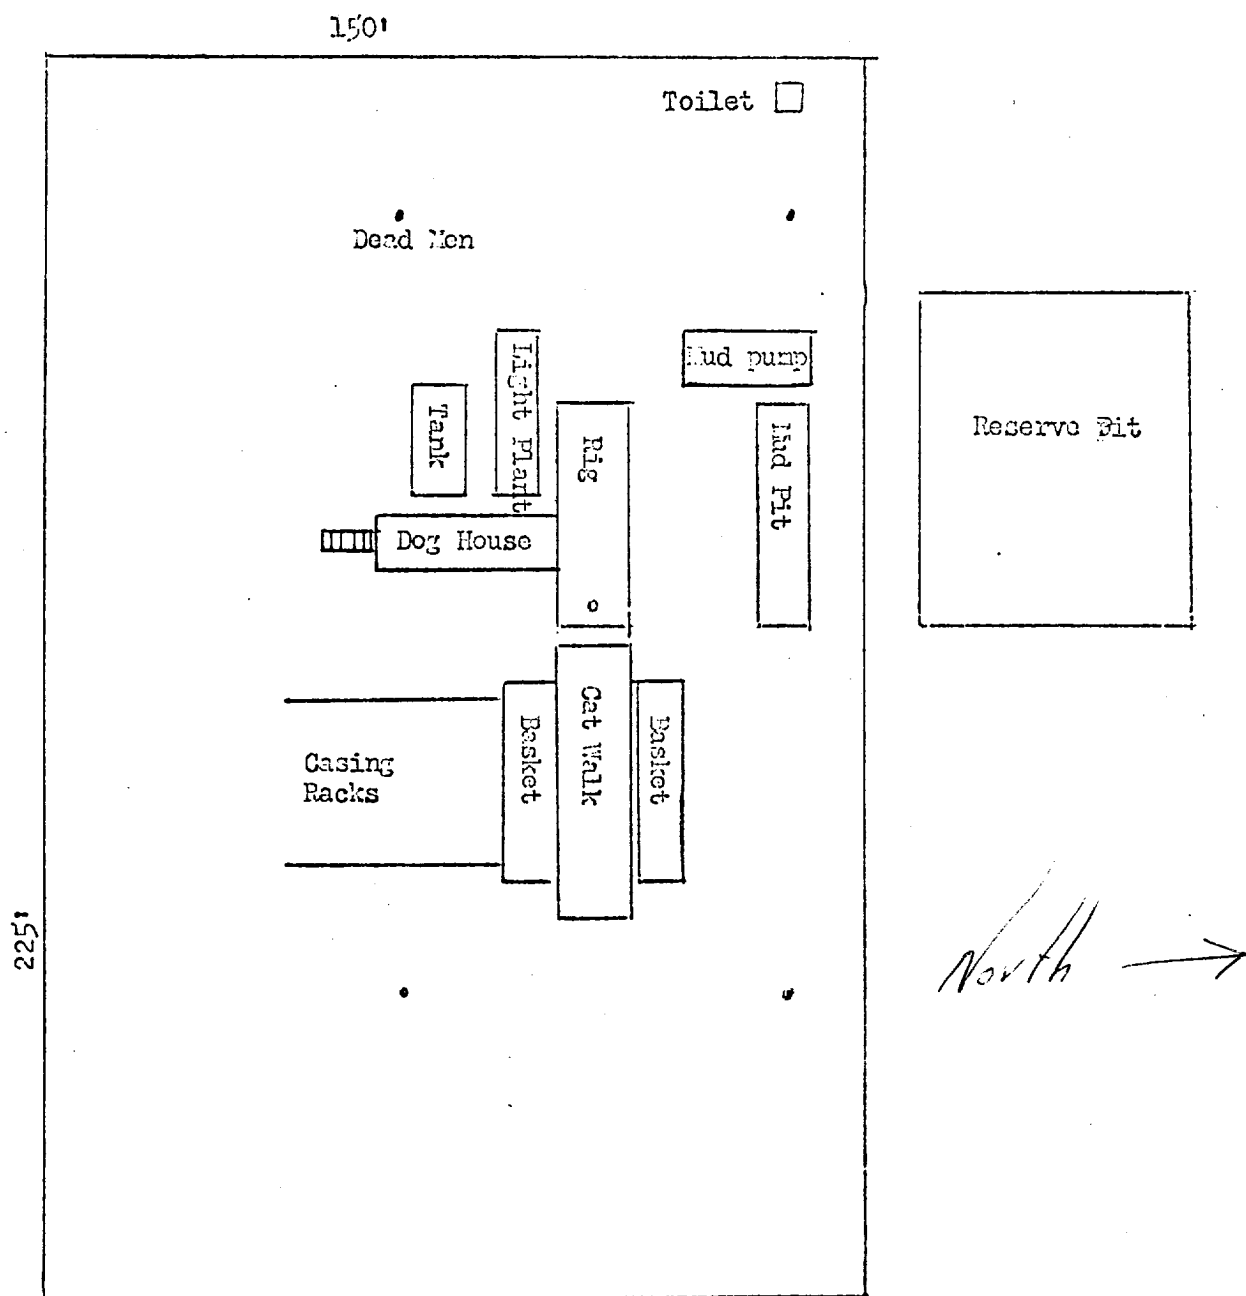 150'
Toilet
Dead Men
Light Plant
Mud pump
Tank
Rig
Mud Pit
Reserve Pit
Dog House
Casing
Racks
Basket
Cat Walk
Basket
225'
North